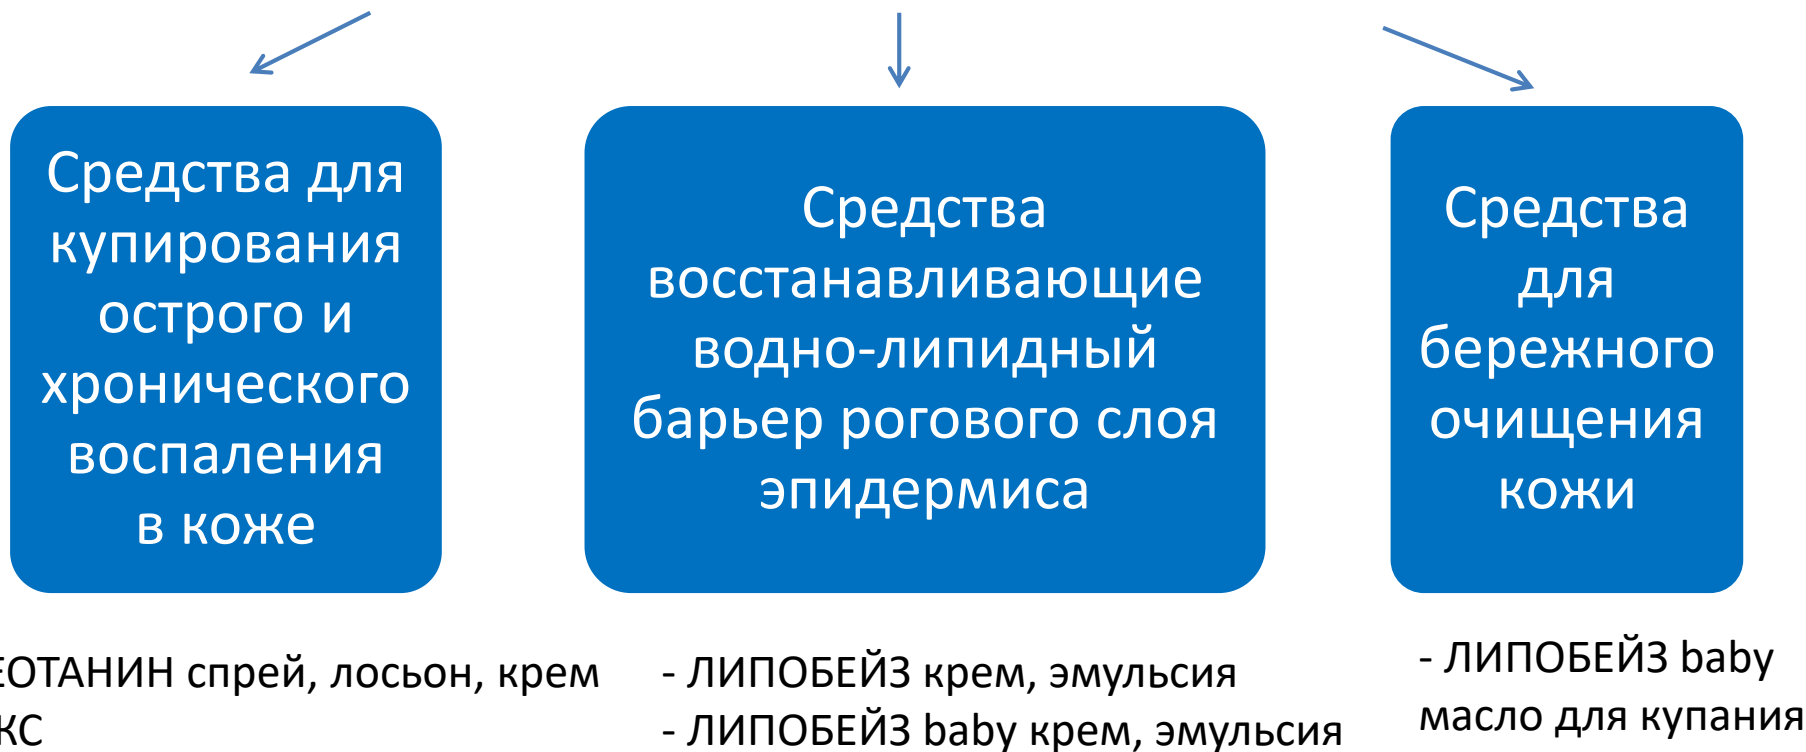 Средства для
купирования
острого и
хронического
воспаления
в коже
Средства
восстанавливающие
водно-липидный
барьер рогового слоя
эпидермиса
Средства
для
бережного
очищения
кожи
ЕОТАНИН спрей, лосьон, крем
КС
- ЛИПОБЕЙЗ крем, эмульсия
- ЛИПОБЕЙЗ baby крем, эмульсия
- ЛИПОБЕЙЗ baby
масло для купания